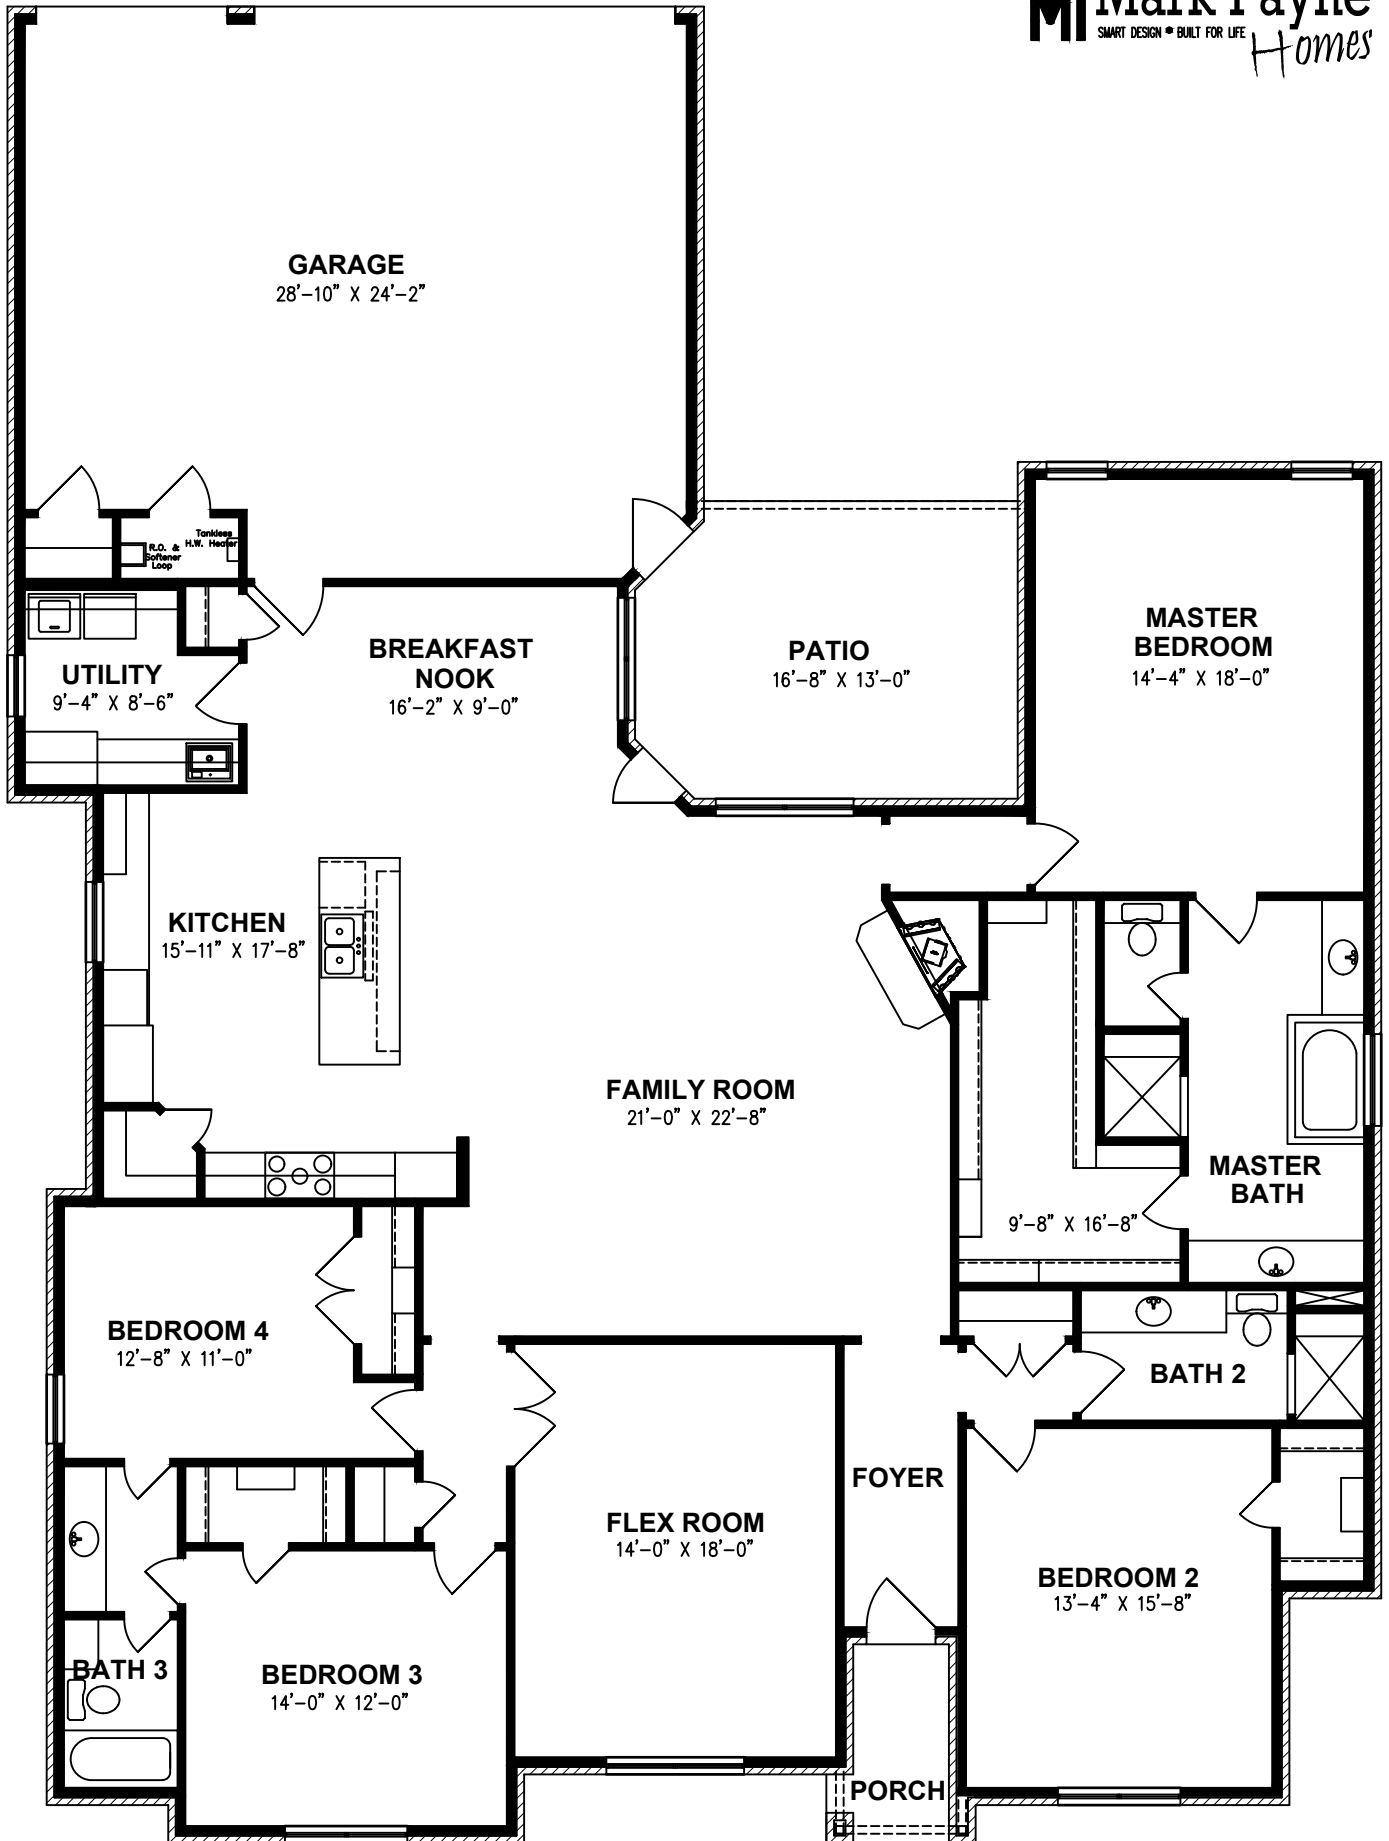 Mark Payne
SMART DESIGN * BUILT FOR LIFE
Homes
GARAGE
28'-10" X 24'-2"
R.O. &
Softener
Loop
Tankless
H.W. Heater
UTILITY
9'-4" X 8'-6"
BREAKFAST
NOOK
16'-2" X 9'-0"
PATIO
16'-8" X 13'-0"
MASTER
BEDROOM
14'-4" X 18'-0"
KITCHEN
15'-11" X 17'-8"
FAMILY ROOM
21'-0" X 22'-8"
MASTER
BATH
9'-8" X 16'-8"
BEDROOM 4
12'-8" X 11'-0"
BATH 2
FOYER
FLEX ROOM
14'-0" X 18'-0"
BEDROOM 2
13'-4" X 15'-8"
BATH 3
BEDROOM 3
14'-0" X 12'-0"
PORCH